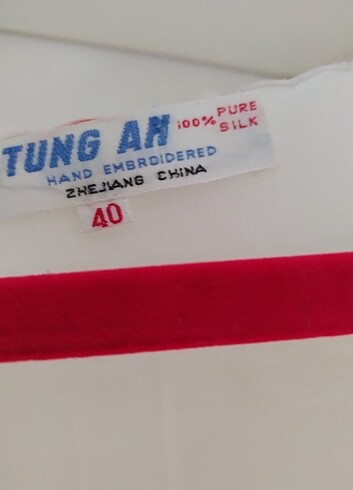 TUNG AH 100% PURE SILK
HAND EMBROIDERED
ZHEJIANG CHINA
40